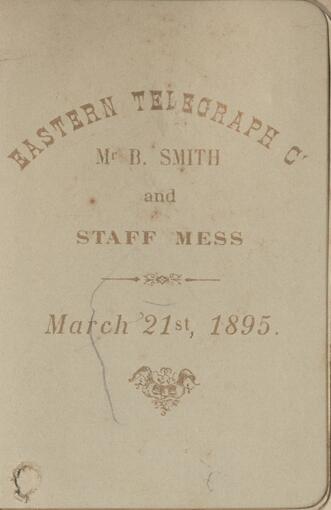 EASTERN TELEGRAPH Co
Mr B. SMITH
and
STAFF MESS
March 21st, 1895.